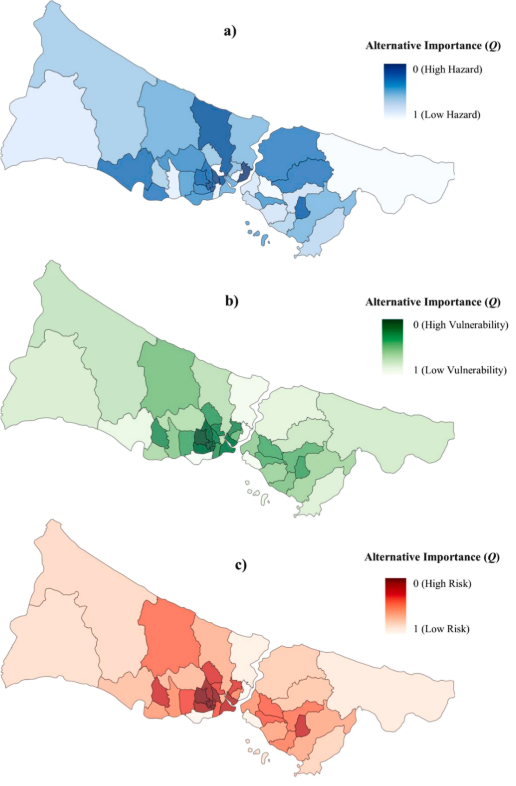 a)
Alternative Importance (Q)
0 (High Hazard)
1 (Low Hazard)
b)
Alternative Importance (Q)
0 (High Vulnerability)
1 (Low Vulnerability)
c)
Alternative Importance (Q)
0 (High Risk)
1 (Low Risk)